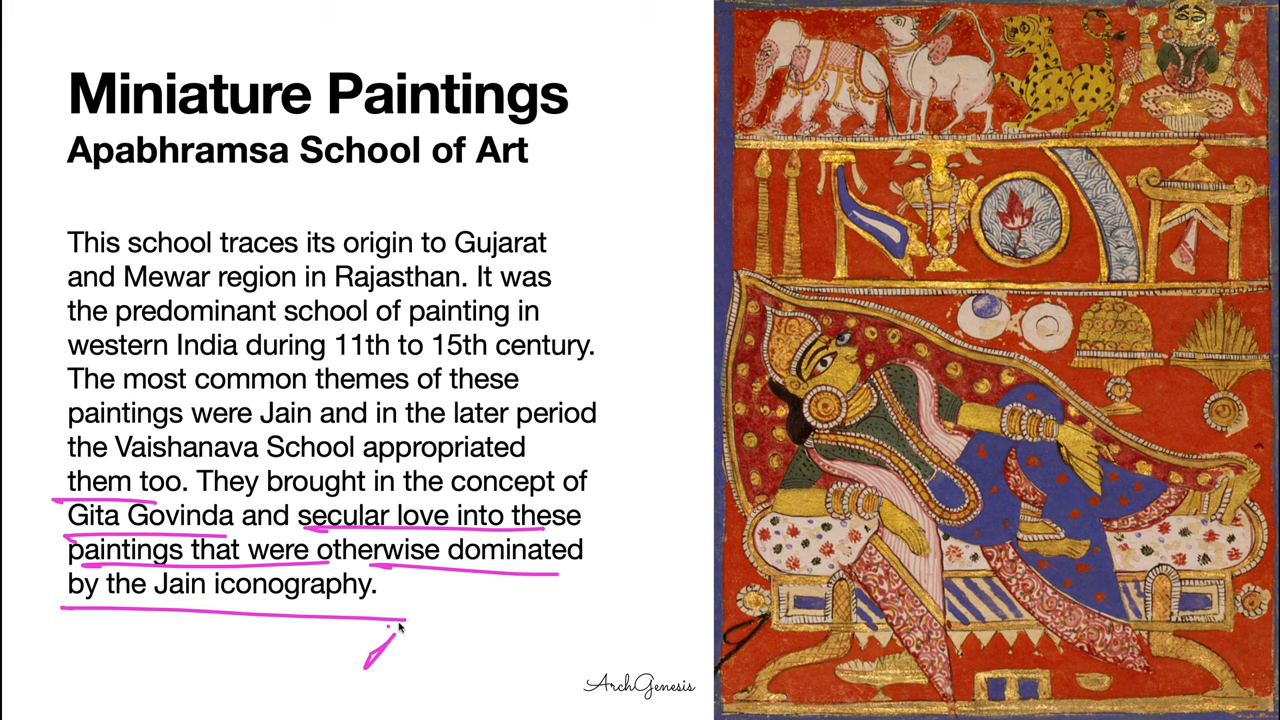 Miniature Paintings
Apabhramsa School of Art
This school traces its origin to Gujarat
and Mewar region in Rajasthan. It was
the predominant school of painting in
western India during 11th to 15th century.
The most common themes of these
paintings were Jain and in the later period
the Vaishanava School appropriated
them too. They brought in the concept of
Gita Govinda and secular love into these
paintings that were otherwise dominated
by the Jain iconography.
ArchGenesis